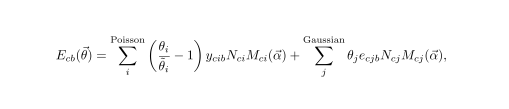 $$E_{cb}(\vec{\theta}) = \sum_{i}^{\text{Poisson}} \left( \frac{\theta_i}{\tilde{\theta}_i} - 1 \right) y_{cib} N_{ci} M_{ci}(\vec{\alpha}) + \sum_{j}^{\text{Gaussian}} \theta_j e_{cjb} N_{cj} M_{cj}(\vec{\alpha}),$$